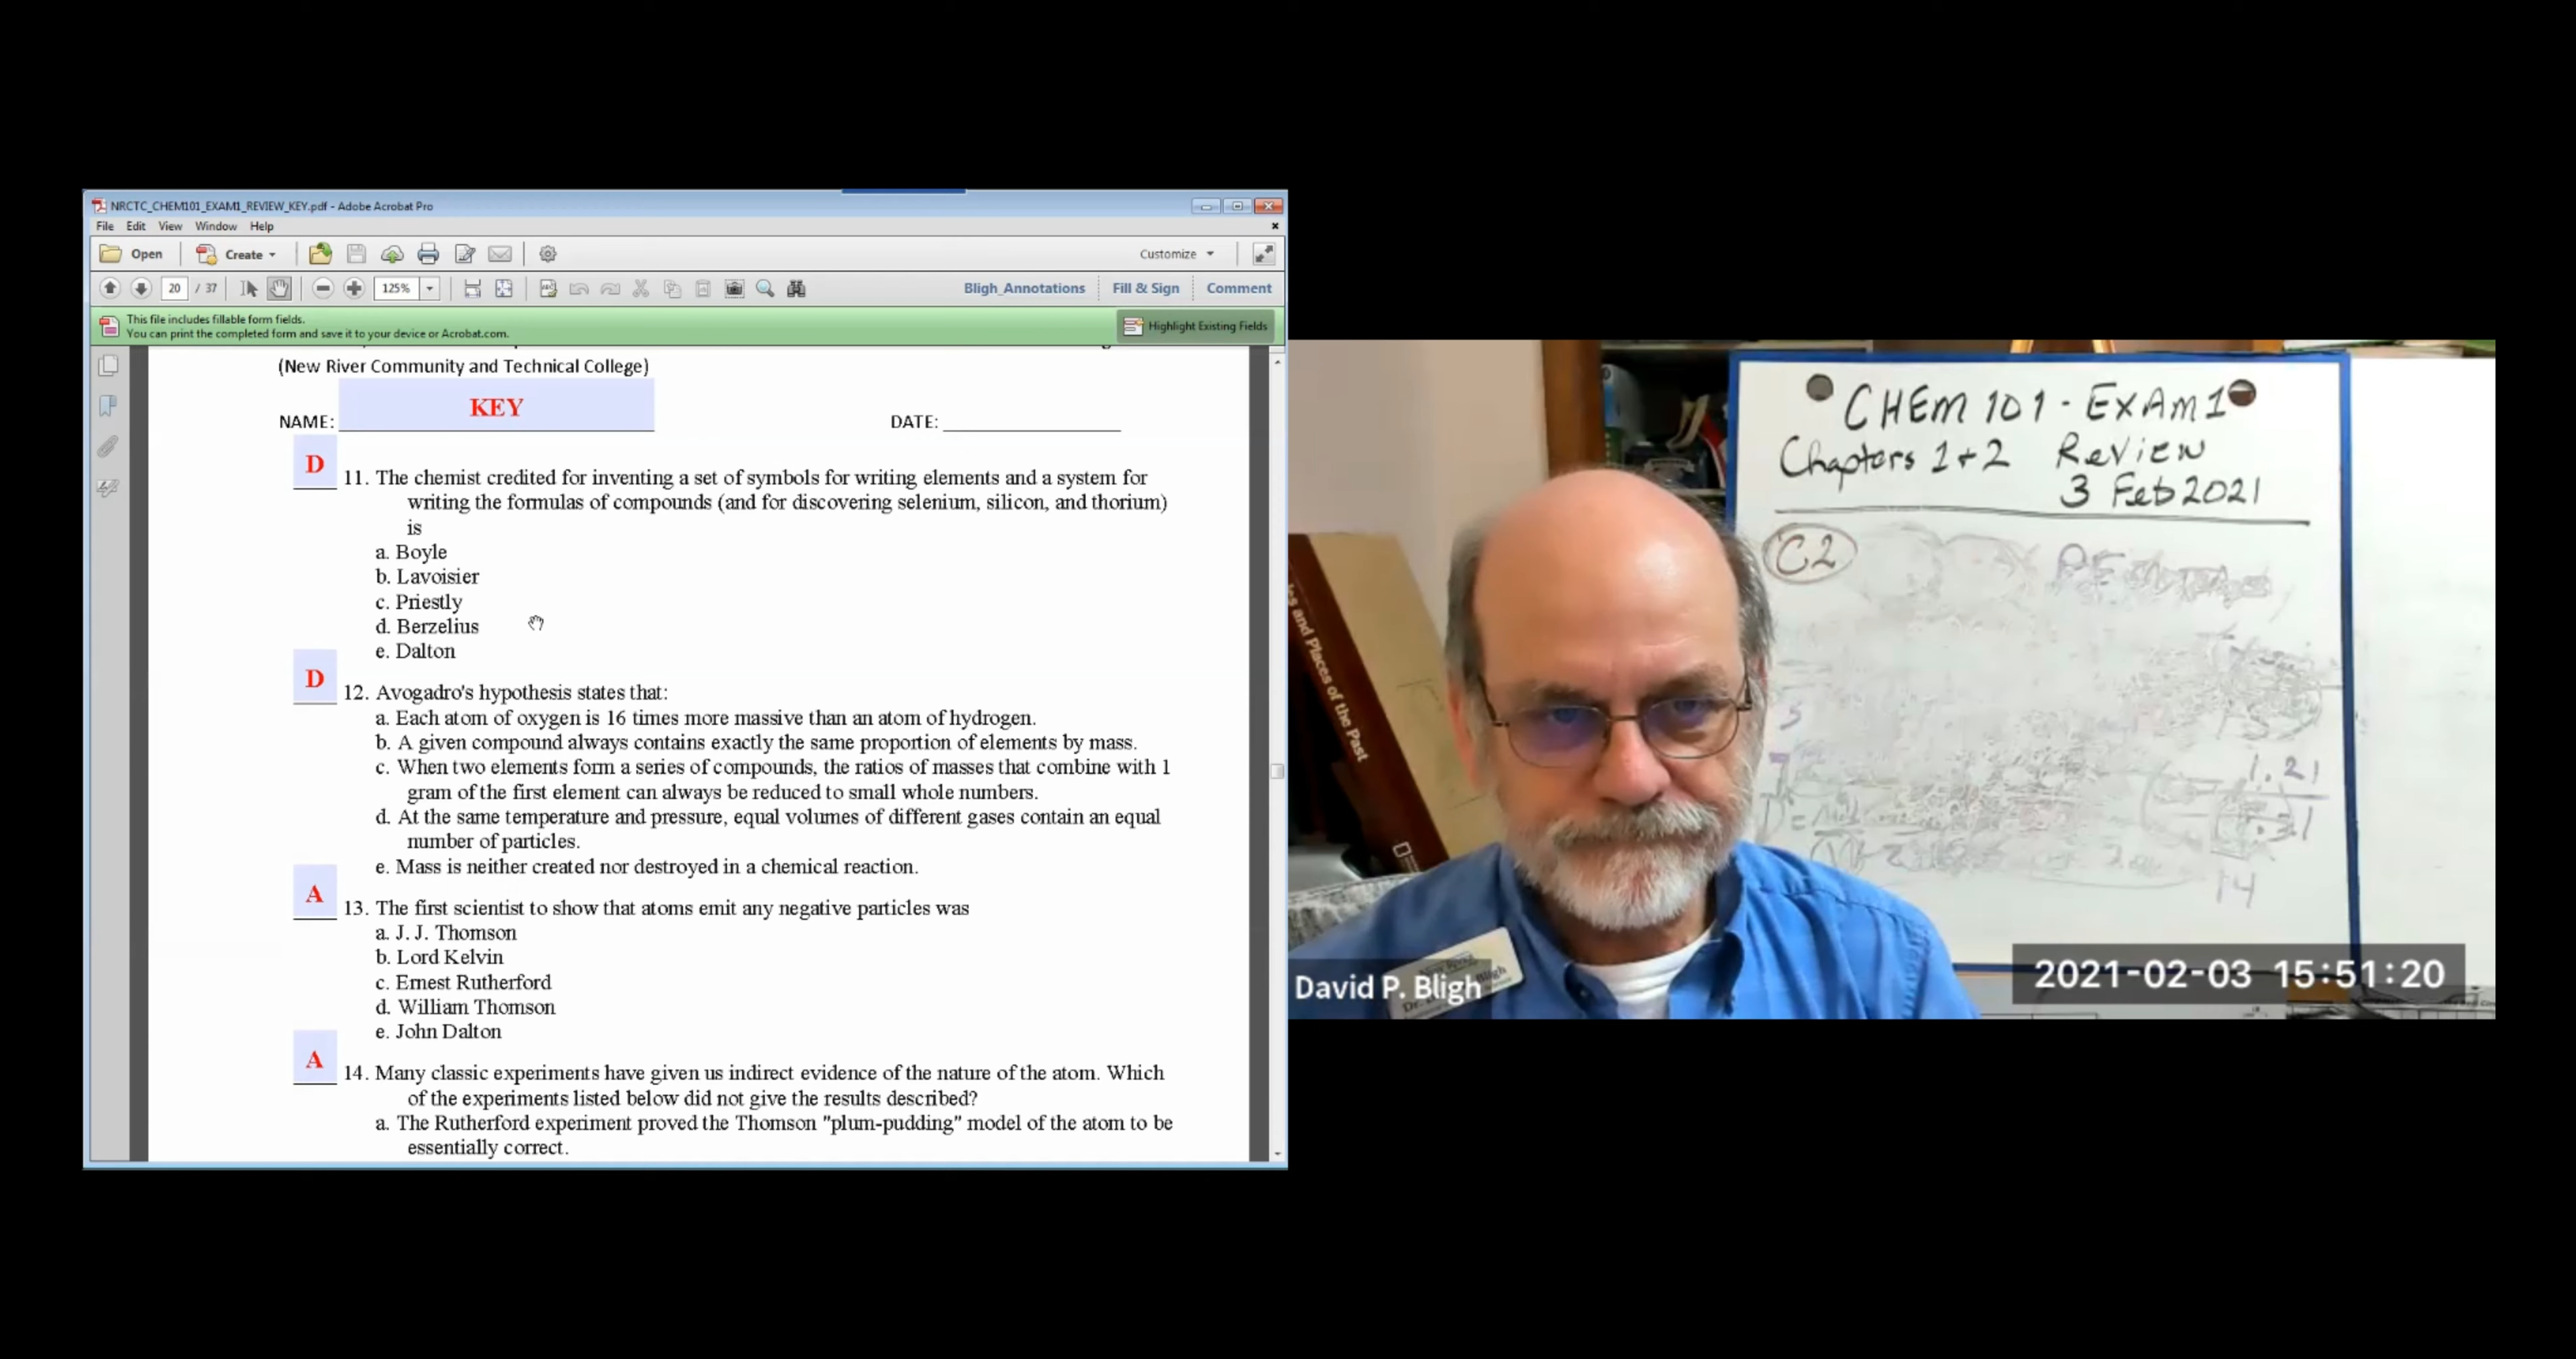 NRCTC_CHEM101_EXAM1_REVIEW_KEY.pdf - Adobe Acrobat Pro
File Edit View Window Help
Open Create Customize
20 / 37 125% Bligh_Annotations Fill & Sign Comment
This file includes fillable form fields.
You can print the completed form and save it to your device or Acrobat.com.
Highlight Existing Fields
(New River Community and Technical College)
KEY
NAME: DATE:
D
11. The chemist credited for inventing a set of symbols for writing elements and a system for
writing the formulas of compounds (and for discovering selenium, silicon, and thorium)
is
a. Boyle
b. Lavoisier
c. Priestly
d. Berzelius
e. Dalton
D
12. Avogadro's hypothesis states that:
a. Each atom of oxygen is 16 times more massive than an atom of hydrogen.
b. A given compound always contains exactly the same proportion of elements by mass.
c. When two elements form a series of compounds, the ratios of masses that combine with 1
gram of the first element can always be reduced to small whole numbers.
d. At the same temperature and pressure, equal volumes of different gases contain an equal
number of particles.
e. Mass is neither created nor destroyed in a chemical reaction.
A
13. The first scientist to show that atoms emit any negative particles was
a. J. J. Thomson
b. Lord Kelvin
c. Ernest Rutherford
d. William Thomson
e. John Dalton
A
14. Many classic experiments have given us indirect evidence of the nature of the atom. Which
of the experiments listed below did not give the results described?
a. The Rutherford experiment proved the Thomson "plum-pudding" model of the atom to be
essentially correct.
CHEM 101 - EXAM 1
Chapters 1 + 2 Review
3 Feb 2021
C2
and Places of the Past
1.21
14
Bligh
David P. Bligh
2021-02-03 15:51:20